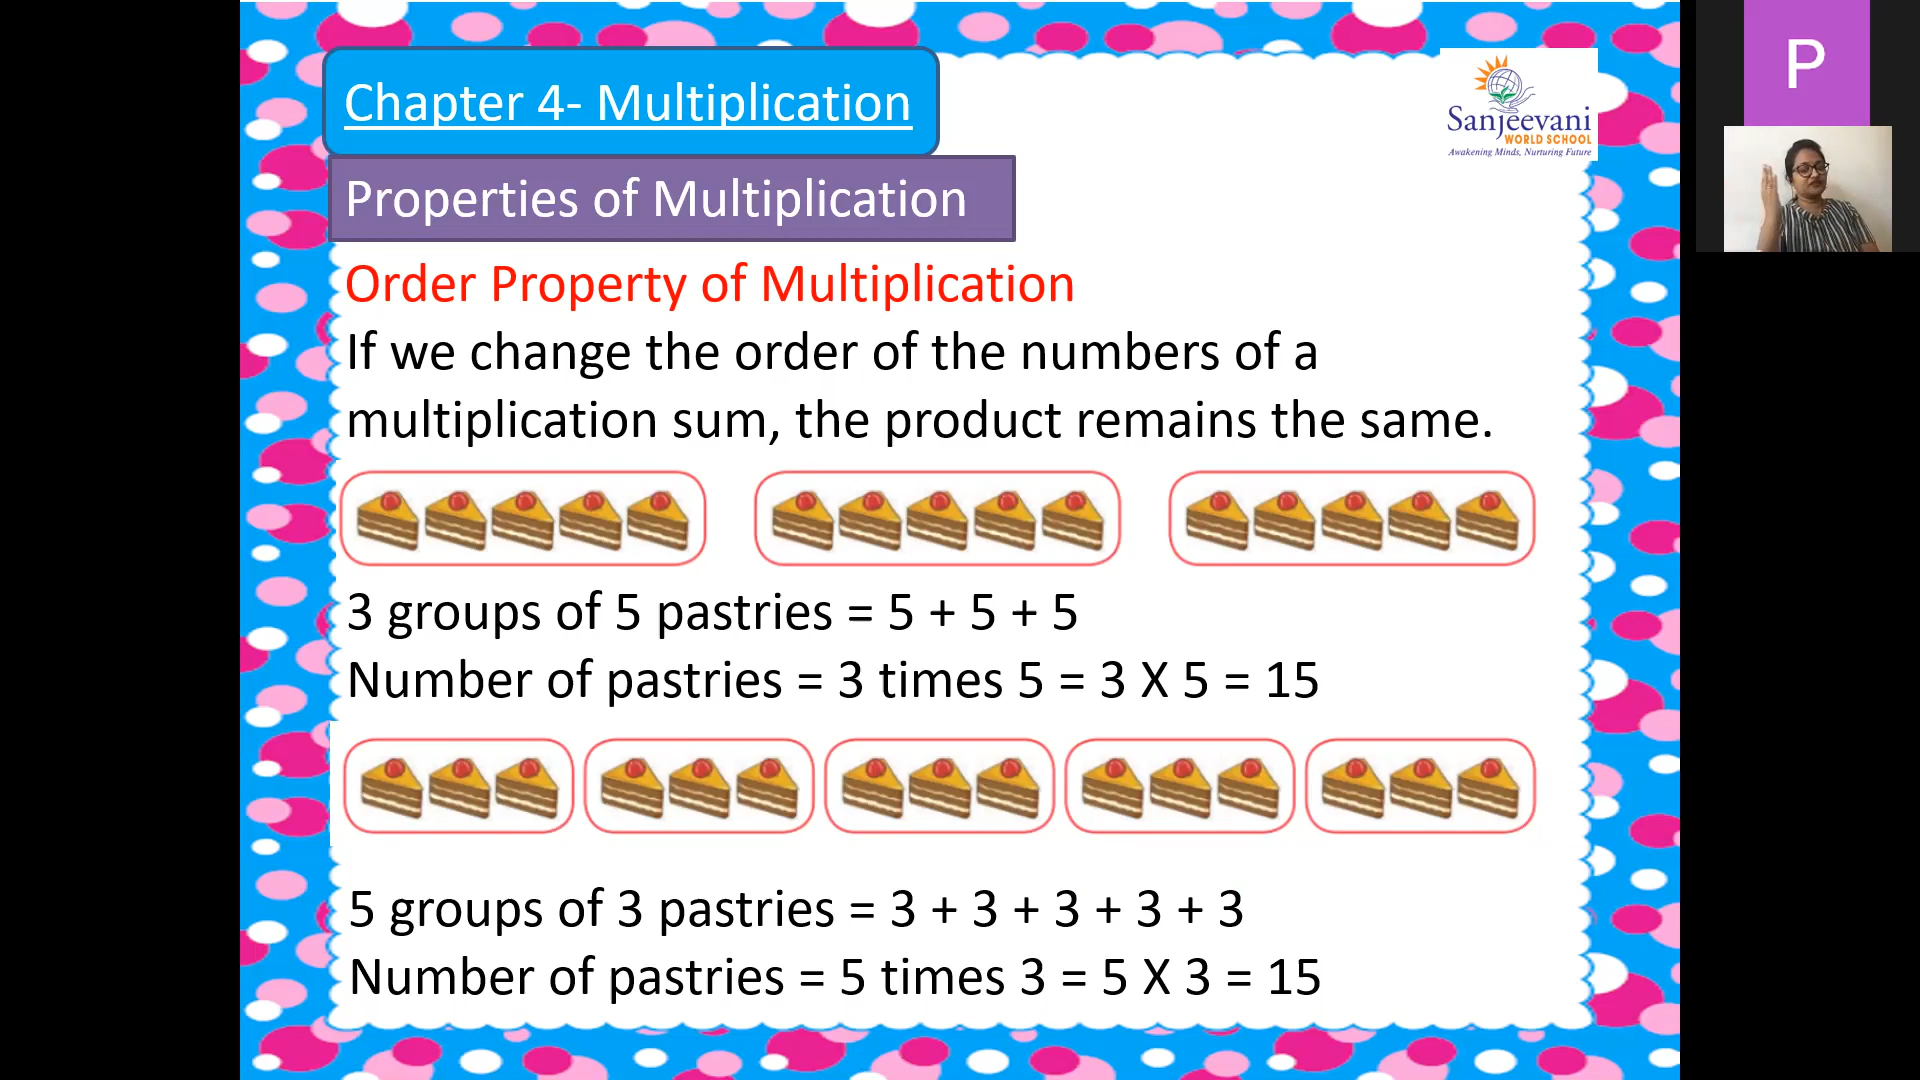 Chapter 4- Multiplication
Sanjeevani
WORLD SCHOOL
Awakening Minds, Nurturing Future
P
Properties of Multiplication
Order Property of Multiplication
If we change the order of the numbers of a
multiplication sum, the product remains the same.
3 groups of 5 pastries = 5 + 5 + 5
Number of pastries = 3 times 5 = 3 X 5 = 15
5 groups of 3 pastries = 3 + 3 + 3 + 3 + 3
Number of pastries = 5 times 3 = 5 X 3 = 15